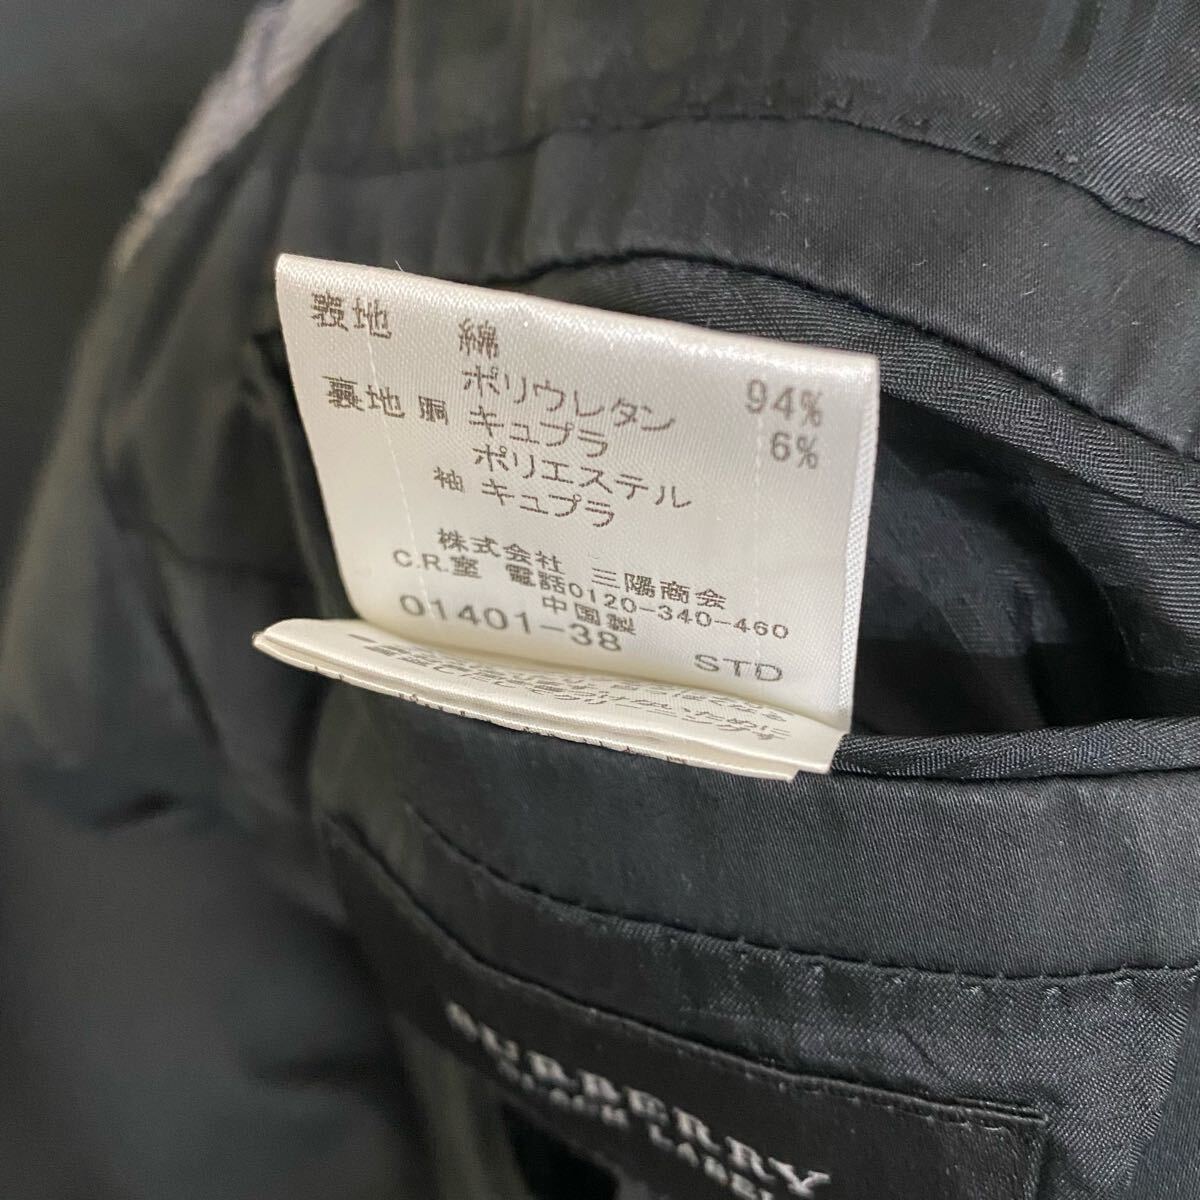 表地 綿 94%
ポリウレタン 6%
裏地 胴 キュプラ
ポリエステル
袖 キュプラ
株式会社 三陽商会
C.R.室 電話0120-340-460
中国製
01401-38 STD
BURBERRY
BLACK LABEL